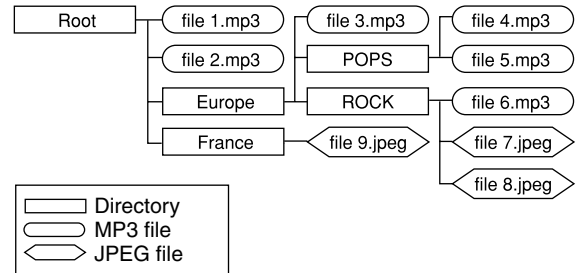 Root
file 1.mp3
file 3.mp3
file 4.mp3
file 2.mp3
POPS
file 5.mp3
Europe
ROCK
file 6.mp3
France
file 9.jpeg
file 7.jpeg
file 8.jpeg
Directory
MP3 file
JPEG file